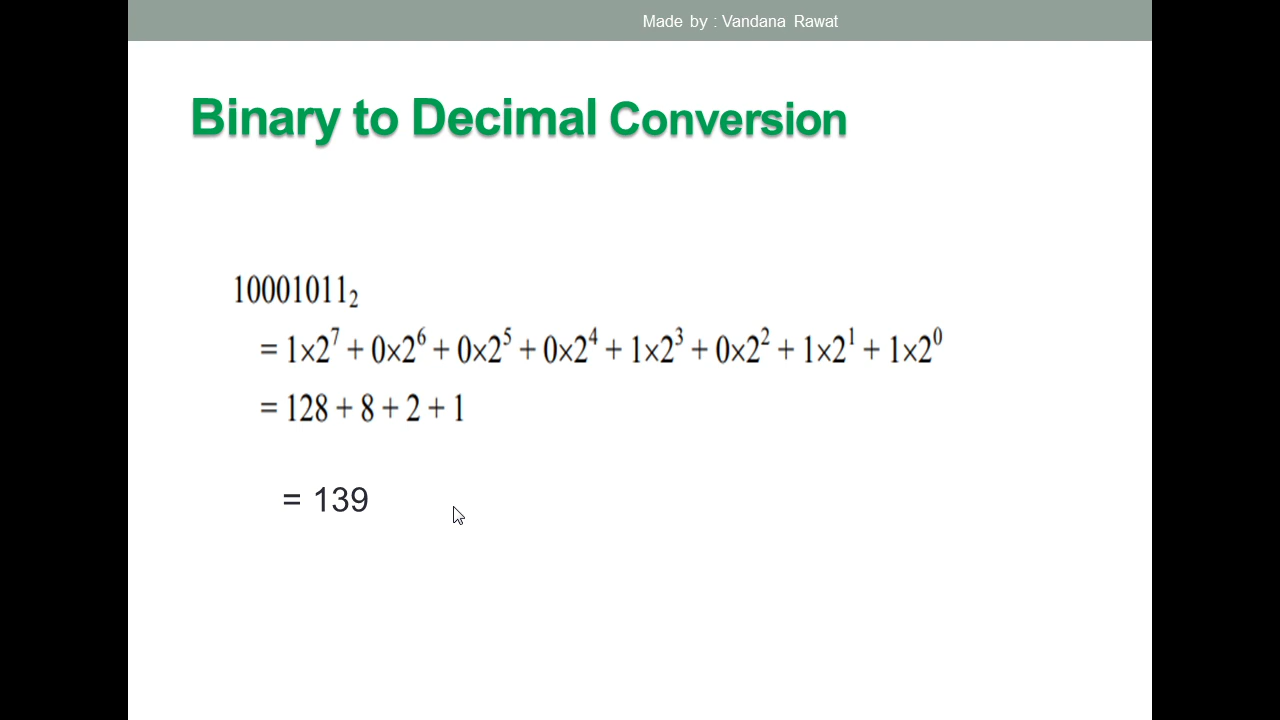 Made by : Vandana Rawat
Binary to Decimal Conversion
10001011₂
= 1×2⁷ + 0×2⁶ + 0×2⁵ + 0×2⁴ + 1×2³ + 0×2² + 1×2¹ + 1×2⁰
= 128 + 8 + 2 + 1
= 139